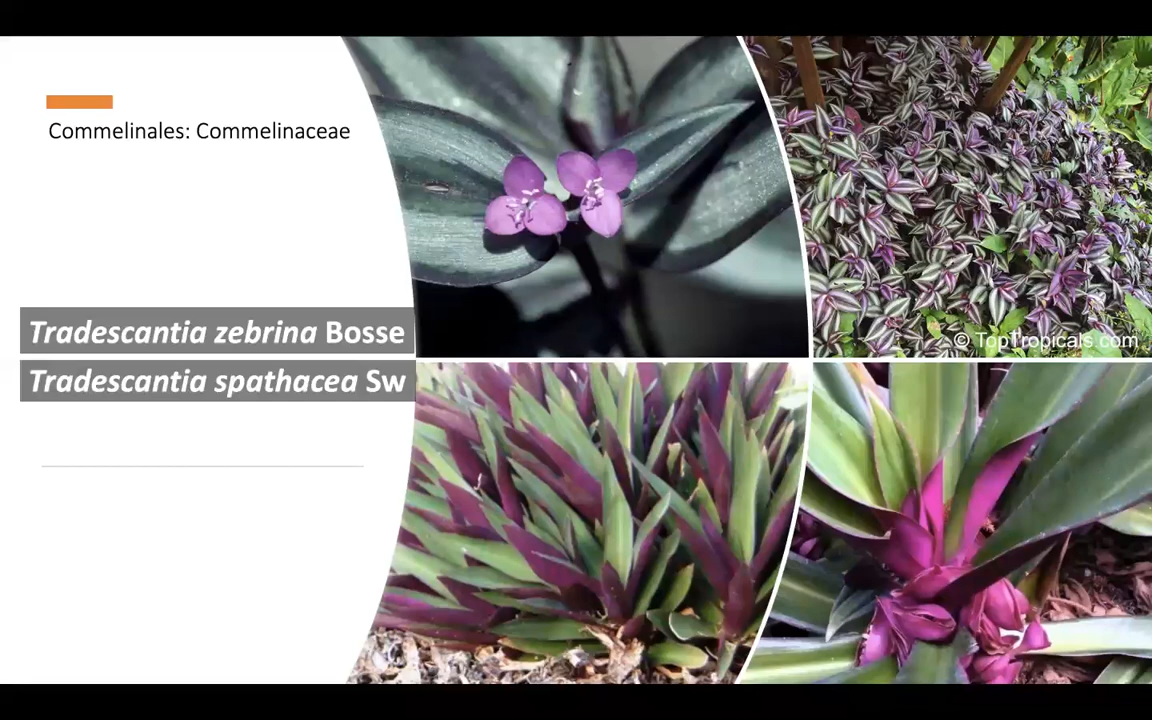 Commelinales: Commelinaceae
Tradescantia zebrina Bosse
Tradescantia spathacea Sw
© TopTropicals.com